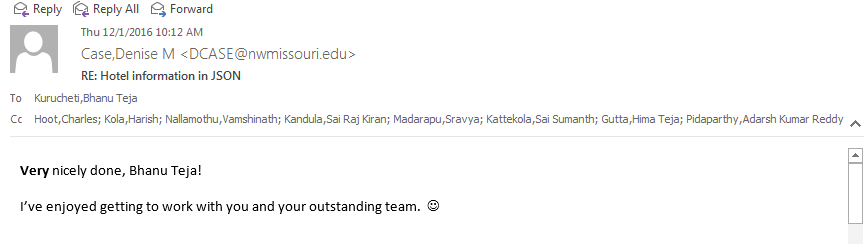 Reply Reply All Forward
Thu 12/1/2016 10:12 AM
Case,Denise M <DCASE@nwmissouri.edu>
RE: Hotel information in JSON
To Kurucheti,Bhanu Teja
Cc Hoot,Charles; Kola,Harish; Nallamothu,Vamshinath; Kandula,Sai Raj Kiran; Madarapu,Sravya; Kattekola,Sai Sumanth; Gutta,Hima Teja; Pidaparthy,Adarsh Kumar Reddy
Very nicely done, Bhanu Teja!
I've enjoyed getting to work with you and your outstanding team. ☺